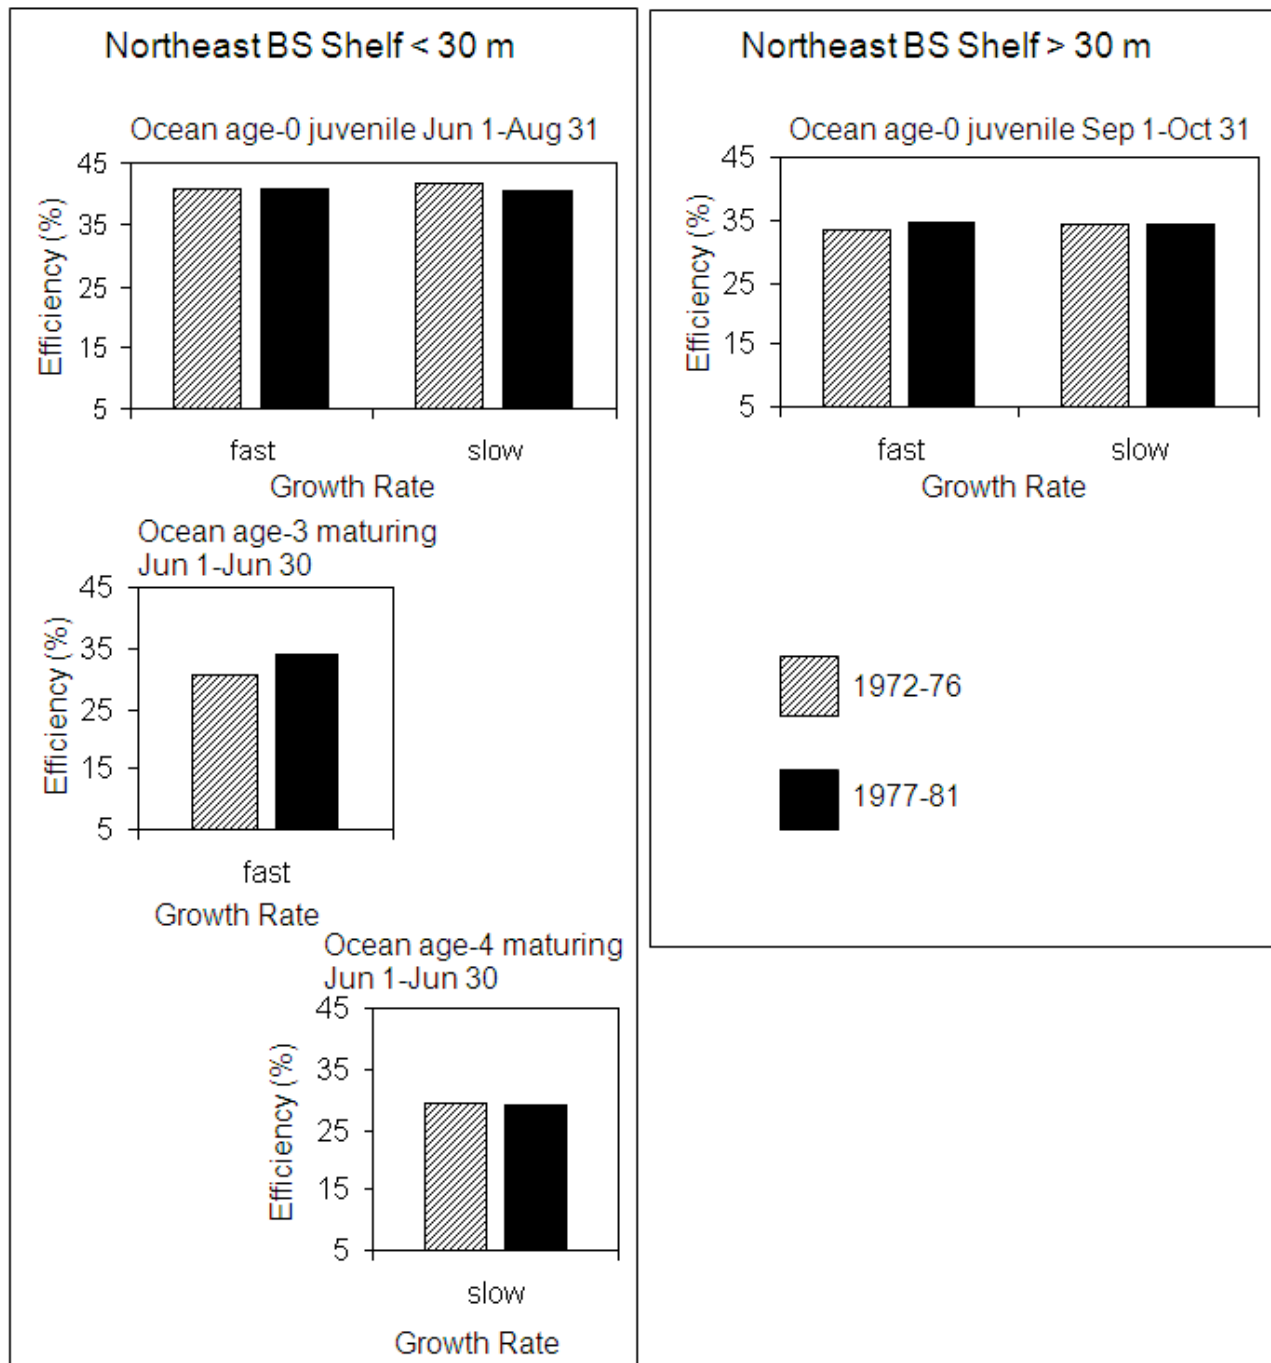 Northeast BS Shelf < 30 m
Ocean age-0 juvenile Jun 1-Aug 31
Efficiency (%)
45
35
25
15
5
fast
slow
Growth Rate
Ocean age-3 maturing
Jun 1-Jun 30
Efficiency (%)
45
35
25
15
5
fast
Growth Rate
Ocean age-4 maturing
Jun 1-Jun 30
Efficiency (%)
45
35
25
15
5
slow
Growth Rate
Northeast BS Shelf > 30 m
Ocean age-0 juvenile Sep 1-Oct 31
Efficiency (%)
45
35
25
15
5
fast
slow
Growth Rate
1972-76
1977-81